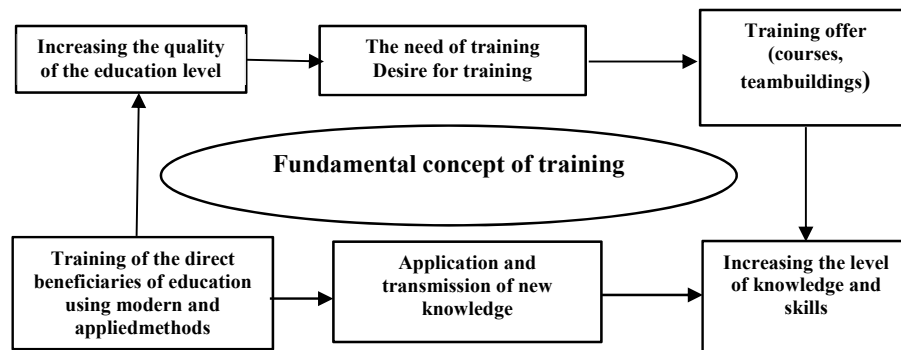 Increasing the quality
of the education level
The need of training
Desire for training
Training offer
(courses,
teambuildings)
Fundamental concept of training
Training of the direct
beneficiaries of education
using modern and
appliedmethods
Application and
transmission of new
knowledge
Increasing the level
of knowledge and
skills